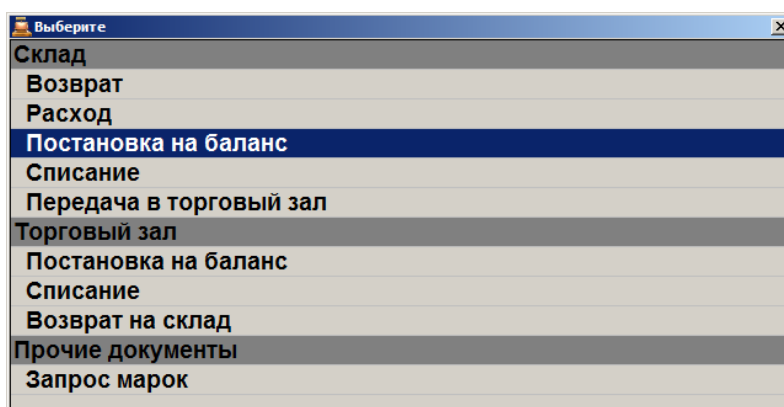 Выберите
Склад
Возврат
Расход
Постановка на баланс
Списание
Передача в торговый зал
Торговый зал
Постановка на баланс
Списание
Возврат на склад
Прочие документы
Запрос марок